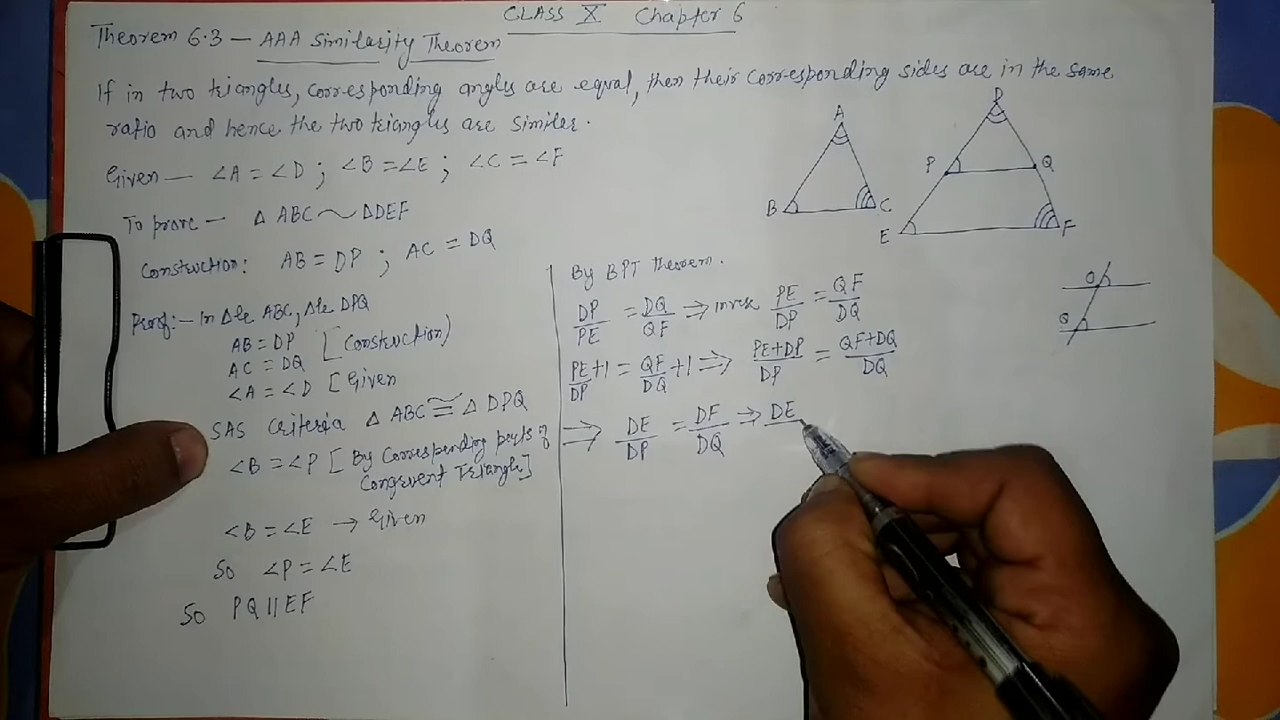 CLASS X Chapter 6
Theorem 6.3 — AAA Similarity Theorem
If in two triangles, corresponding angles are equal, then their corresponding sides are in the same
ratio and hence the two triangles are similar.
Given — ∠A = ∠D ; ∠B = ∠E ; ∠C = ∠F
To prove — Δ ABC ~ ΔDEF
Construction: AB = DP ; AC = DQ
Proof:- In Δle ABC, Δle DPQ
AB = DP [Construction)
AC = DQ
∠A = ∠D [Given
SAS criteria Δ ABC ≅ Δ DPQ
∠B = ∠P [By corresponding parts of
Congruent Triangle]
∠B = ∠E → Given
So ∠P = ∠E
So PQ || EF
By BPT theorem.
DP/PE = DQ/QF ⇒ PE/DP = QF/DQ
PE/DP + 1 = QF/DQ + 1 ⇒ PE+DP/DP = QF+DQ/DQ
⇒ DE/DP = DF/DQ ⇒ DE
A
B
C
D
P
Q
E
F